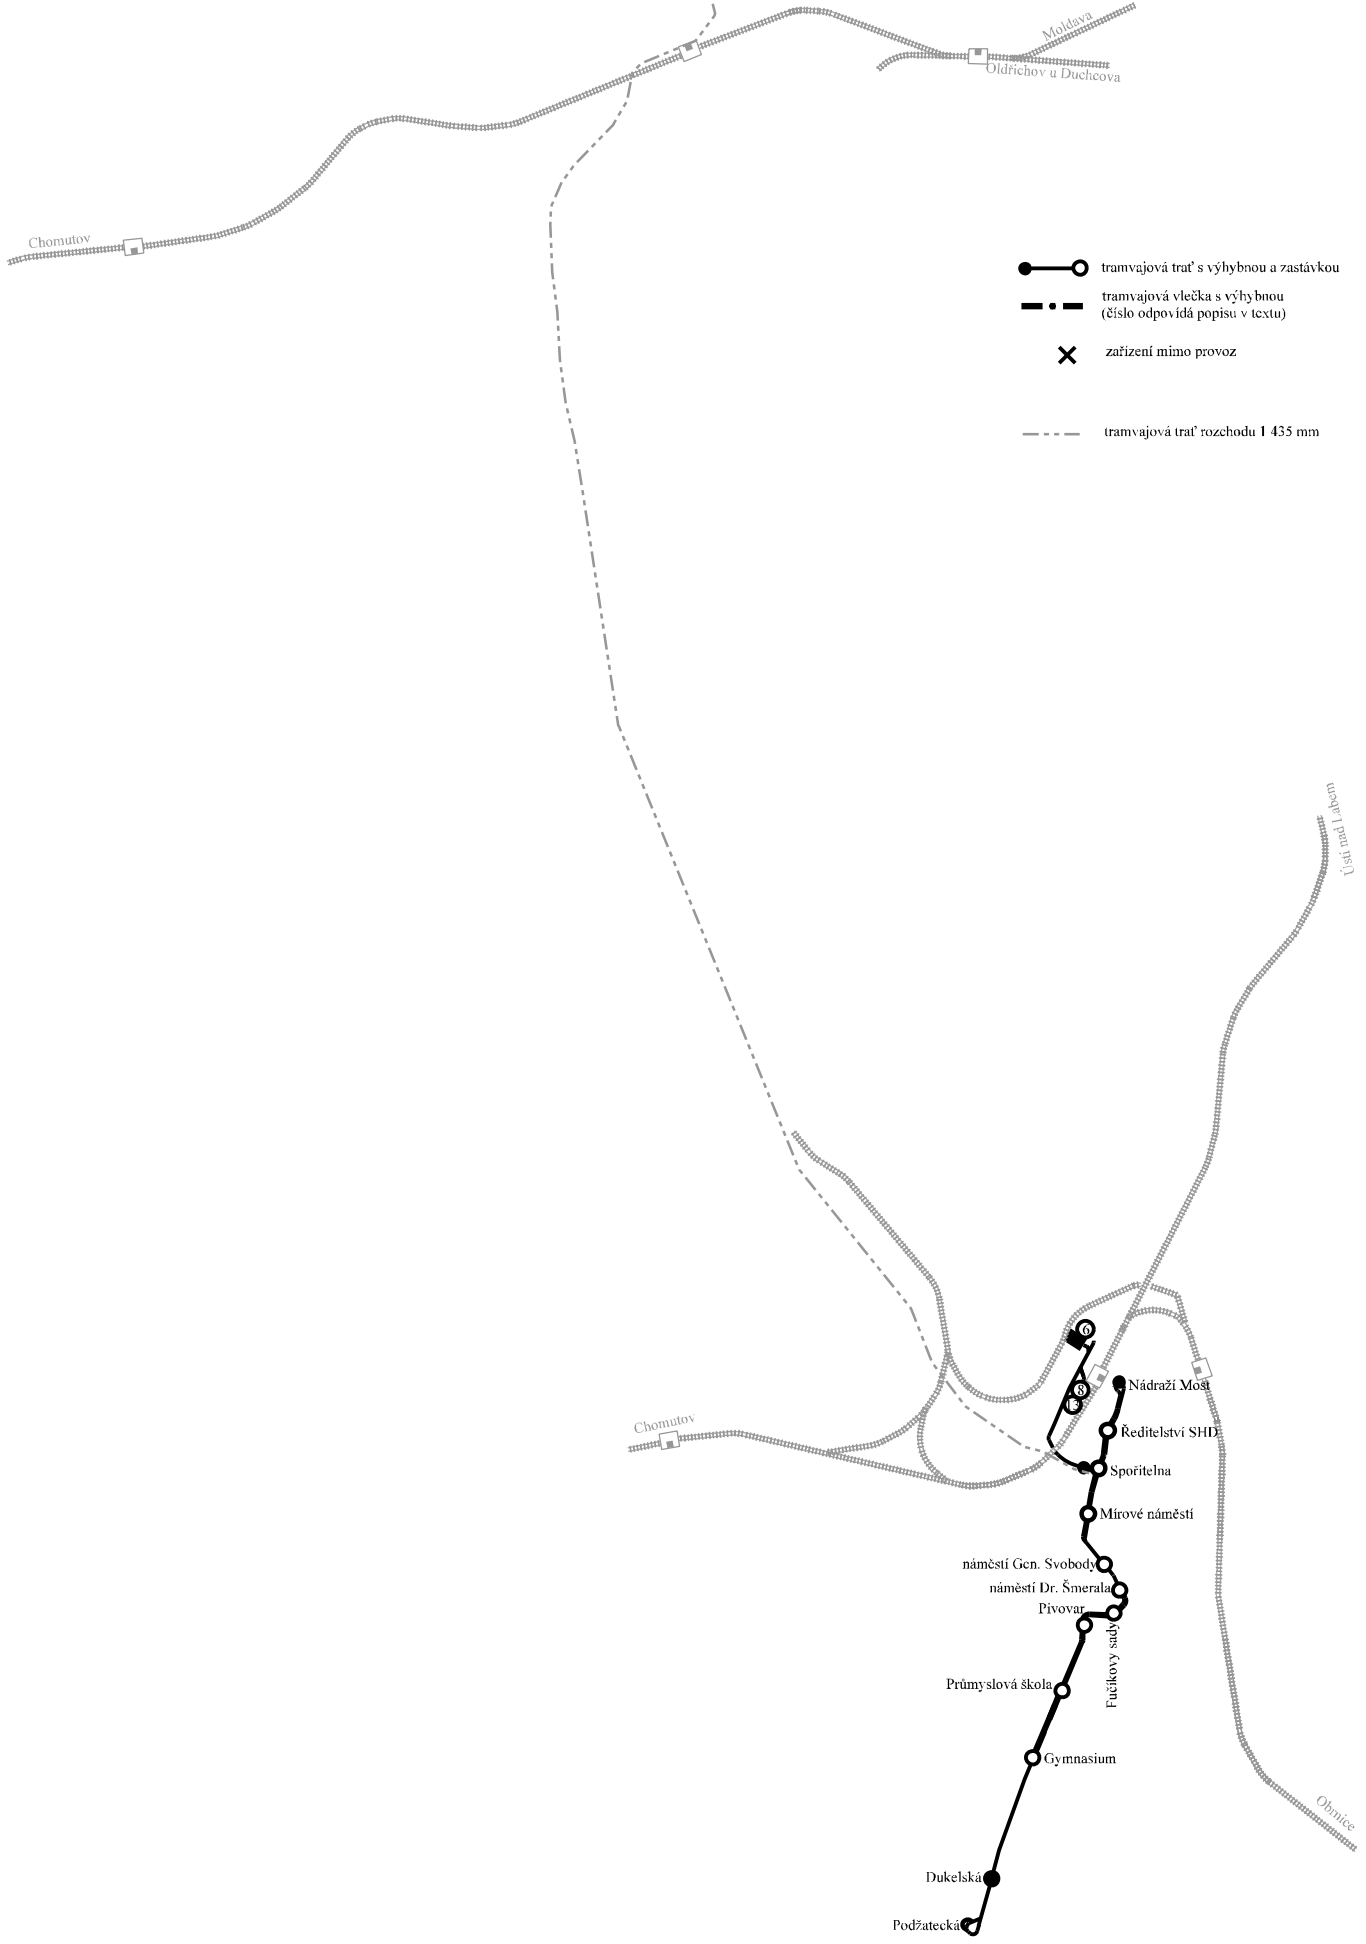 Moldava
Oldřichov u Duchcova
Chomutov
tramvajová trať s výhybnou a zastávkou
tramvajová vlečka s výhybnou
(číslo odpovídá popisu v textu)
zařízení mimo provoz
tramvajová trať rozchodu 1 435 mm
Ústí nad Labem
6
8
13
Nádraží Most
Chomutov
Ředitelství SHD
Spořitelna
Mírové náměstí
náměstí Gen. Svobody
náměstí Dr. Šmerala
Pivovar
Fučíkovy sady
Průmyslová škola
Gymnasium
Obrnice
Dukelská
Podžatecká